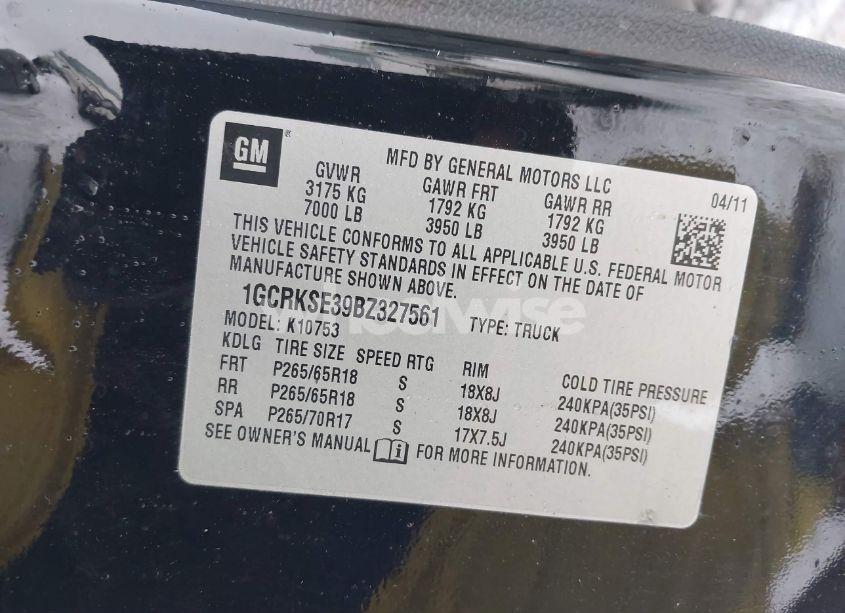 GM
MFD BY GENERAL MOTORS LLC
04/11
GVWR GAWR FRT GAWR RR
3175 KG 1792 KG 1792 KG
7000 LB 3950 LB 3950 LB
THIS VEHICLE CONFORMS TO ALL APPLICABLE U.S. FEDERAL MOTOR
VEHICLE SAFETY STANDARDS IN EFFECT ON THE DATE OF
MANUFACTURE SHOWN ABOVE.
1GCRKSE39BZ327561 TYPE: TRUCK
MODEL: K10753
KDLG TIRE SIZE SPEED RTG RIM COLD TIRE PRESSURE
FRT P265/65R18 S 18X8J 240KPA(35PSI)
RR P265/65R18 S 18X8J 240KPA(35PSI)
SPA P265/70R17 S 17X7.5J 240KPA(35PSI)
SEE OWNER'S MANUAL i FOR MORE INFORMATION.